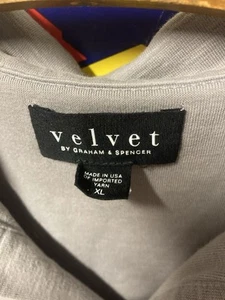 velvet
BY GRAHAM & SPENCER
MADE IN USA
OF IMPORTED
YARN
XL